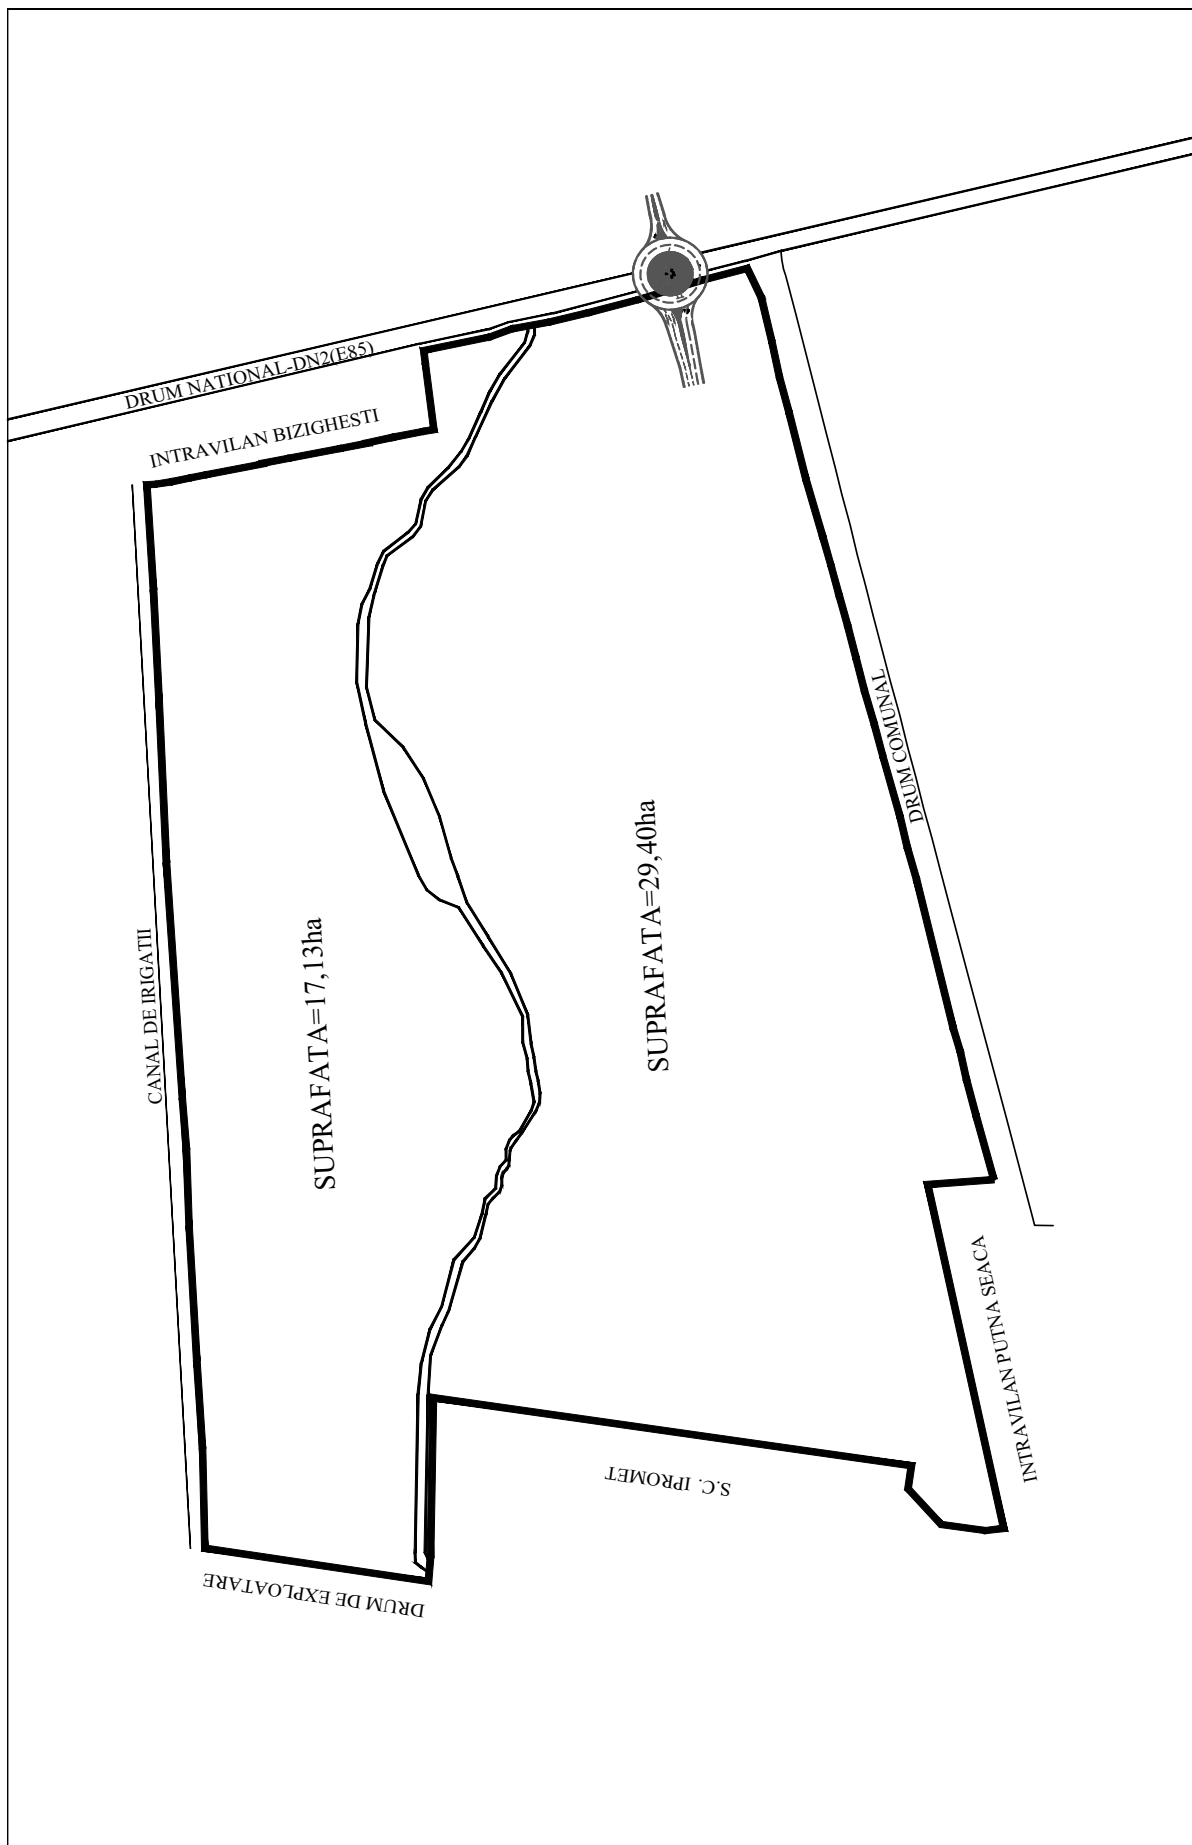 DRUM NATIONAL-DN2(E85)
INTRAVILAN BIZIGHESTI
DRUM COMUNAL
SUPRAFATA=29,40ha
SUPRAFATA=17,13ha
CANAL DE IRIGATII
INTRAVILAN PUTNA SEACA
S.C. IPROMET
DRUM DE EXPLOATARE